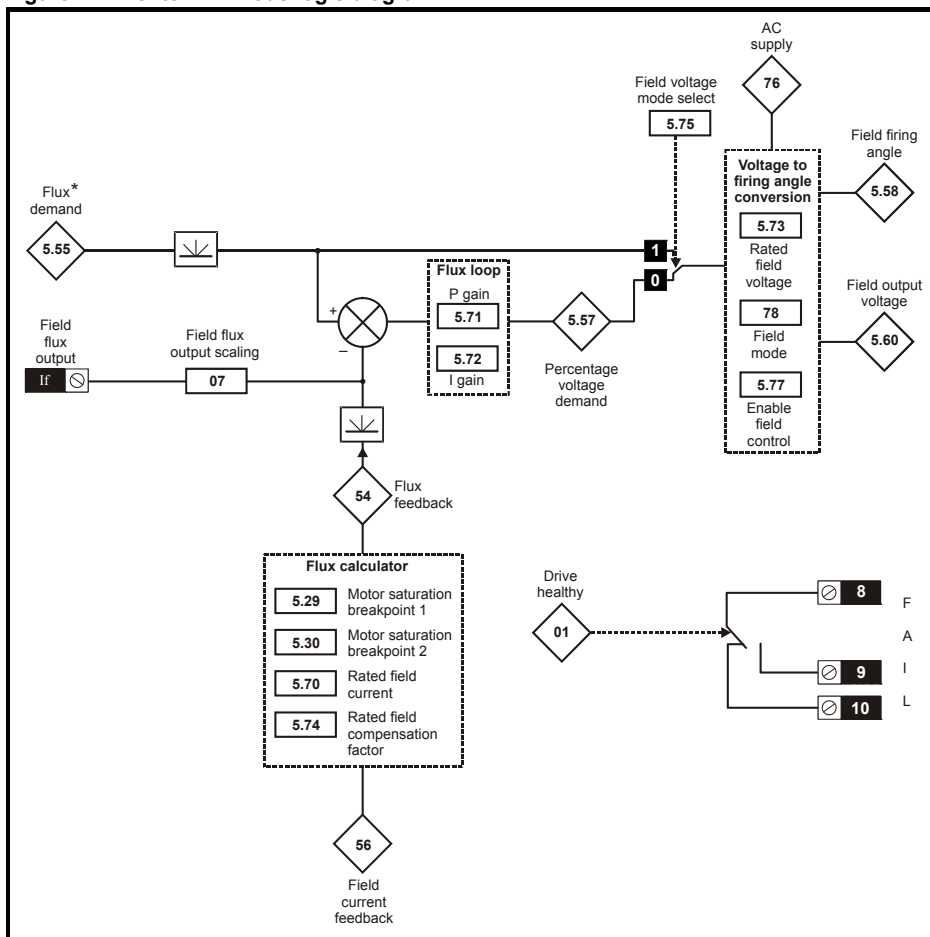 AC
supply
76
Field voltage
mode select
5.75
Flux*
demand
5.55
Voltage to
firing angle
conversion
5.73
Rated
field
voltage
78
Field
mode
5.77
Enable
field
control
Field firing
angle
5.58
Field output
voltage
5.60
1
0
Flux loop
P gain
5.71
5.72
I gain
5.57
Percentage
voltage
demand
+
–
Field
flux
output
If
Field flux
output scaling
07
54
Flux
feedback
Flux calculator
5.29 Motor saturation
breakpoint 1
5.30 Motor saturation
breakpoint 2
5.70 Rated field
current
5.74 Rated field
compensation
factor
56
Field
current
feedback
Drive
healthy
01
8
9
10
F
A
I
L